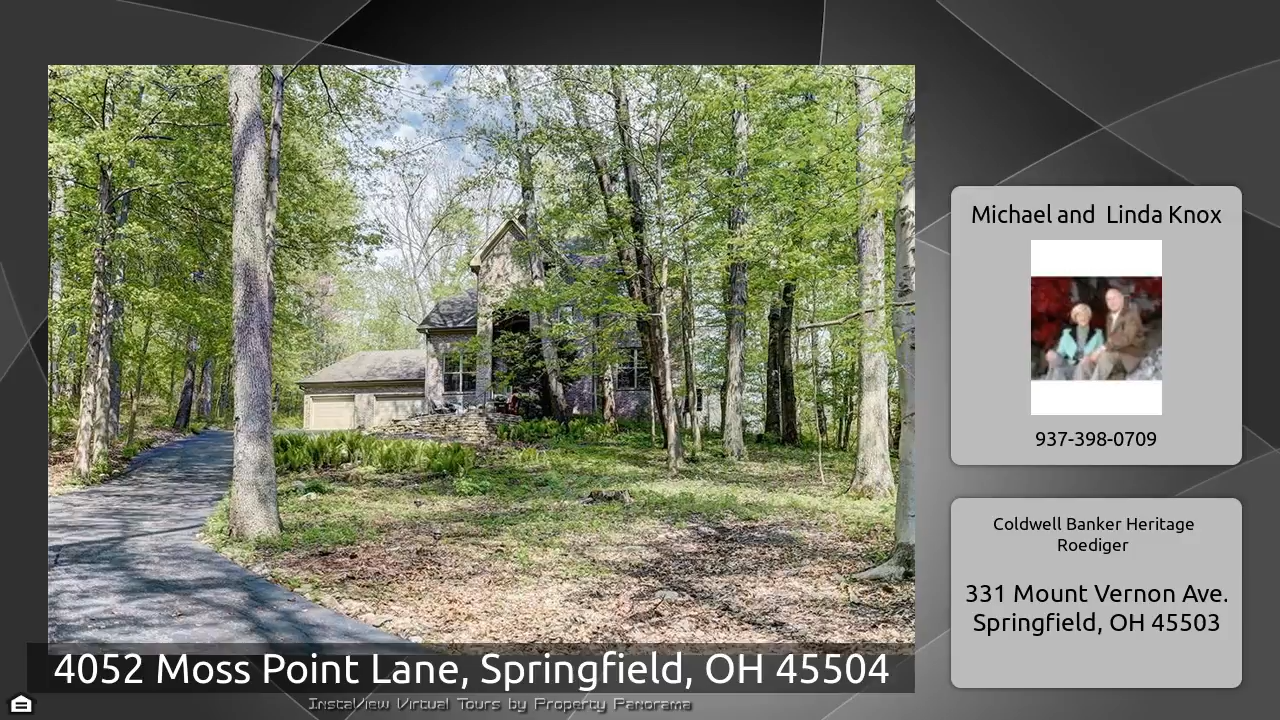 Michael and Linda Knox
937-398-0709
Coldwell Banker Heritage
Roediger
331 Mount Vernon Ave.
Springfield, OH 45503
4052 Moss Point Lane, Springfield, OH 45504
InstaView Virtual Tours by Property Panorama